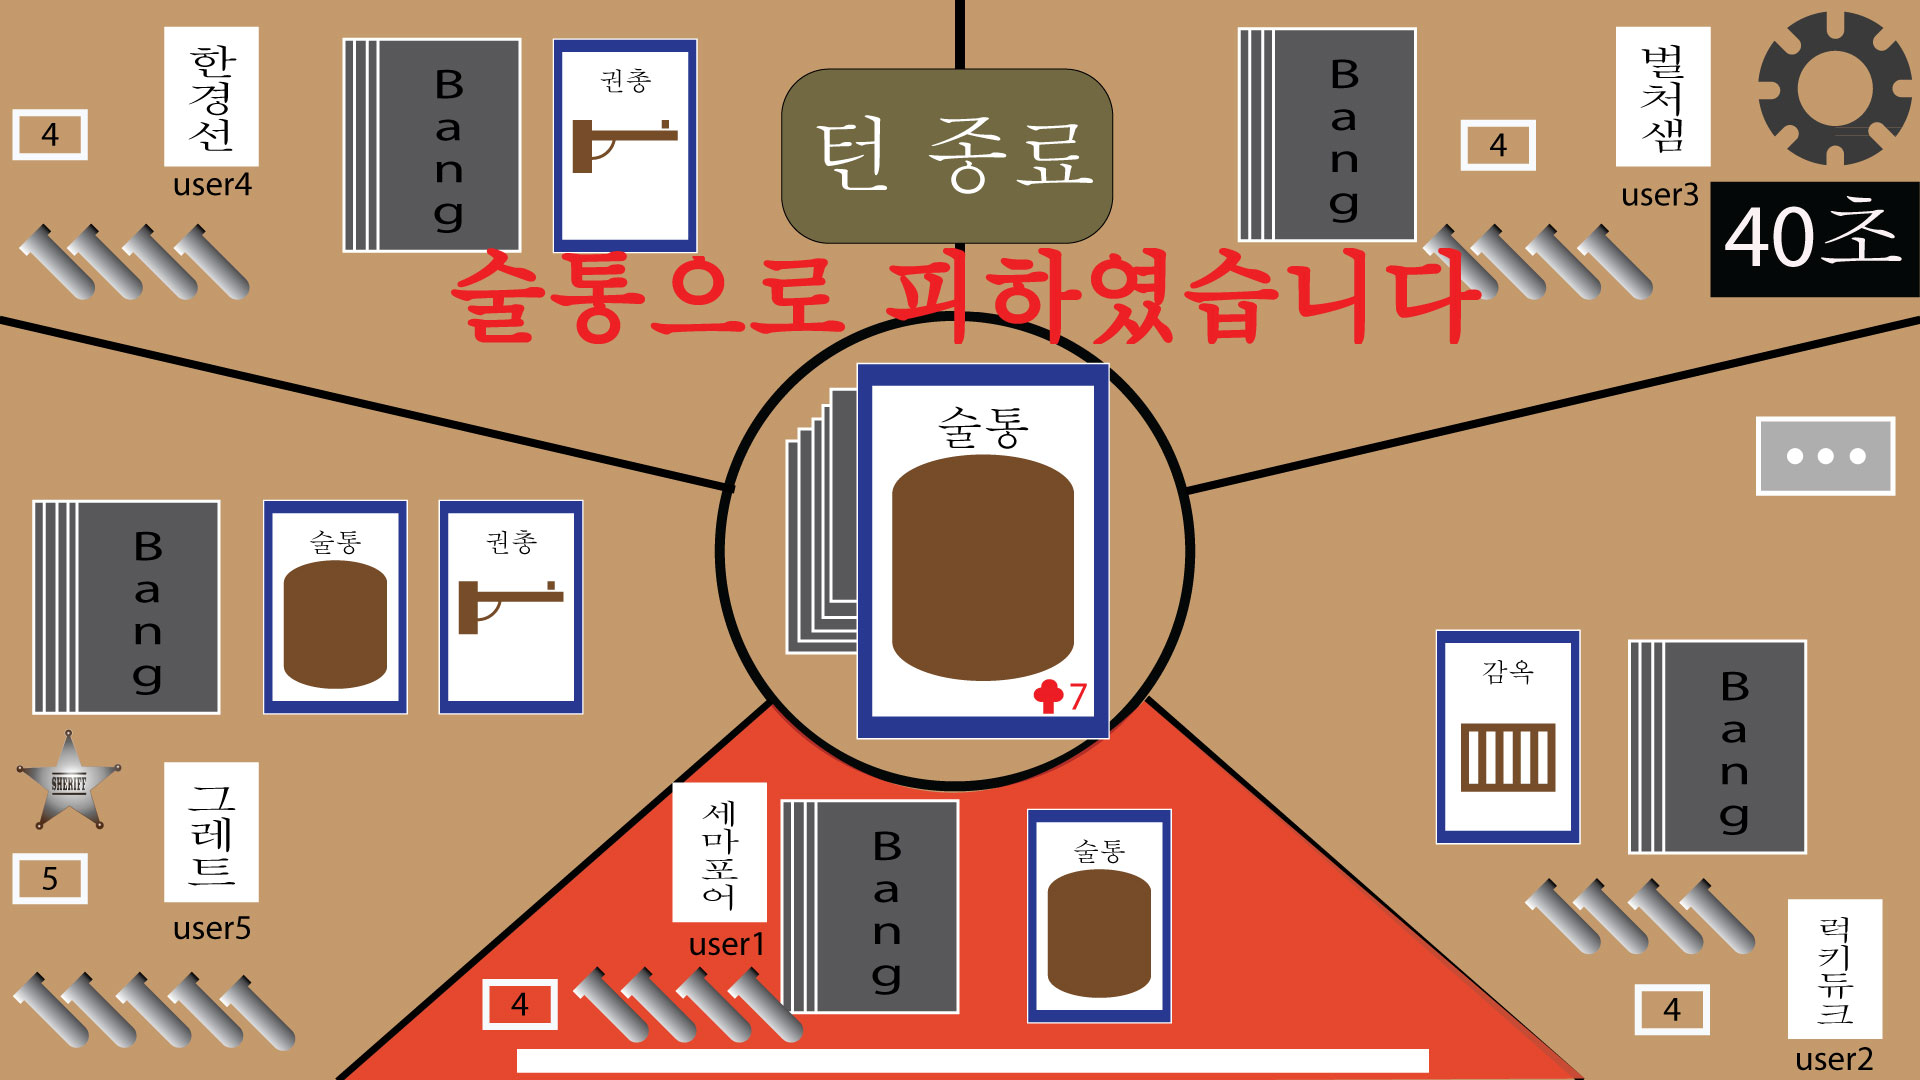 한경선
user4
4
Bang
권총
턴 종료
Bang
4
벌처샘
user3
40초
술통으로 피하였습니다
술통
7
Bang
술통
권총
SHERIFF
그레트
user5
5
세마포어
user1
4
Bang
술통
감옥
Bang
4
럭키듀크
user2